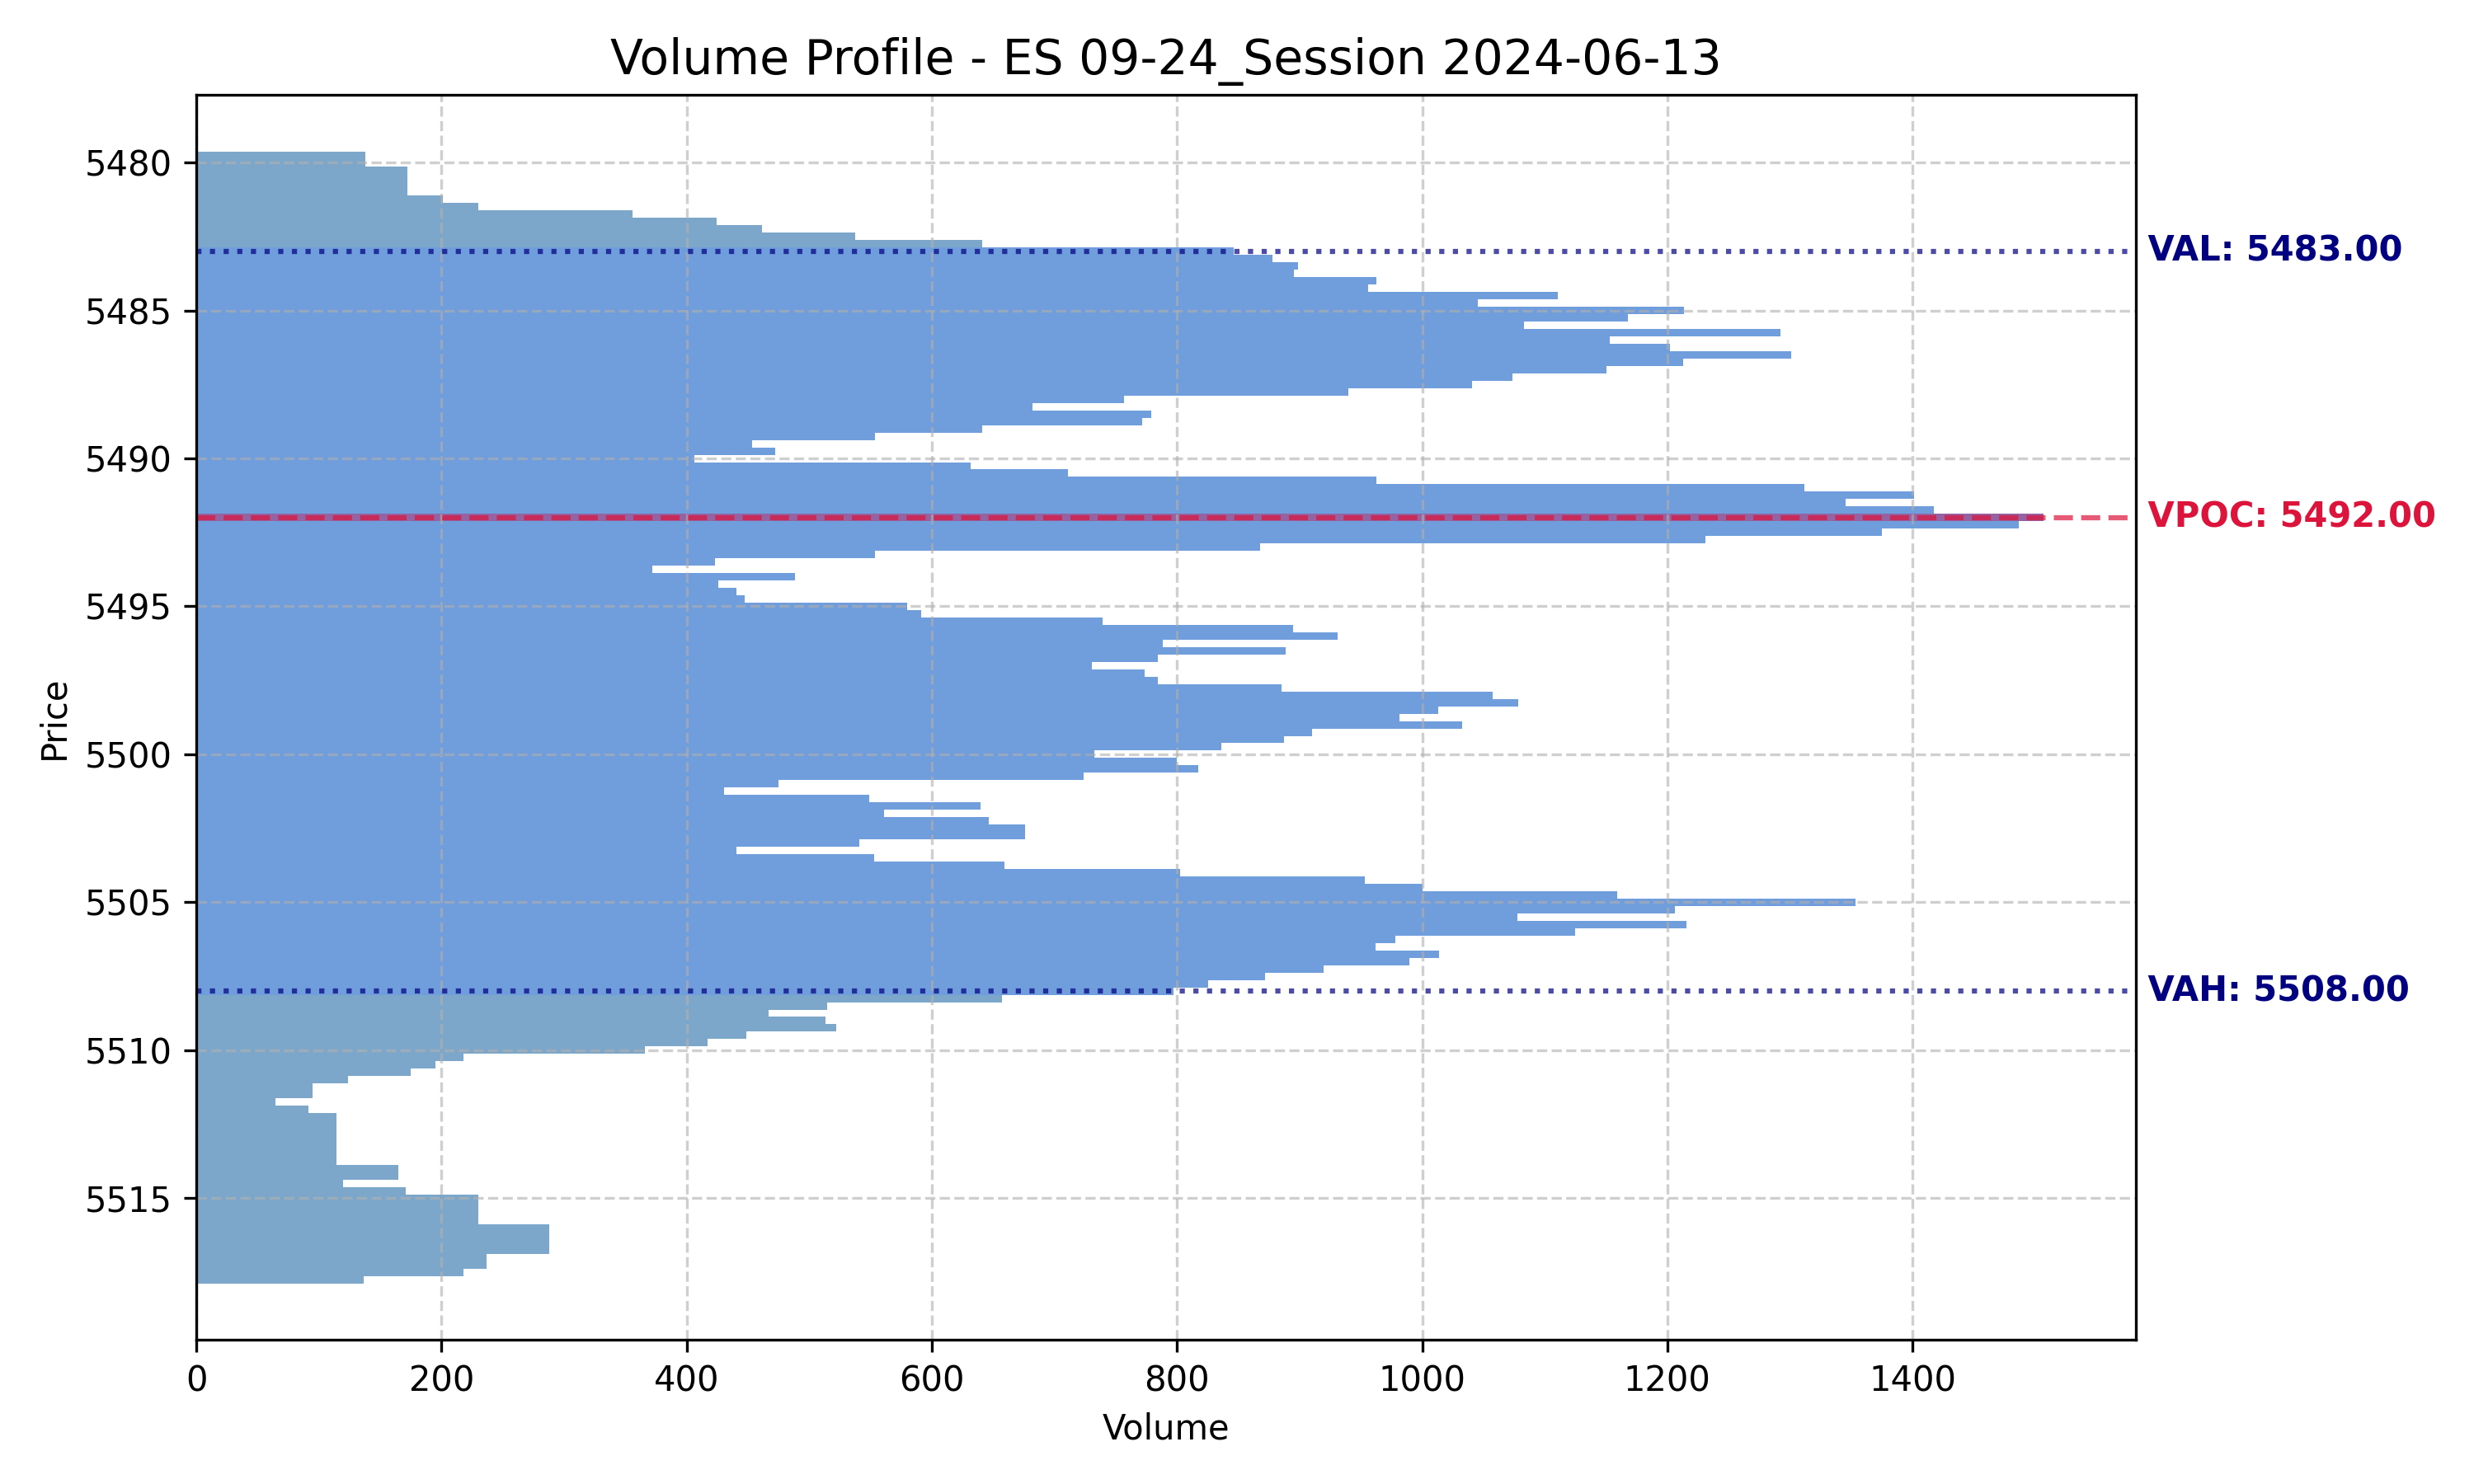 Volume Profile - ES 09-24_Session 2024-06-13
5480
VAL: 5483.00
5485
5490
VPOC: 5492.00
5495
Price
5500
5505
VAH: 5508.00
5510
5515
0 200 400 600 800 1000 1200 1400
Volume